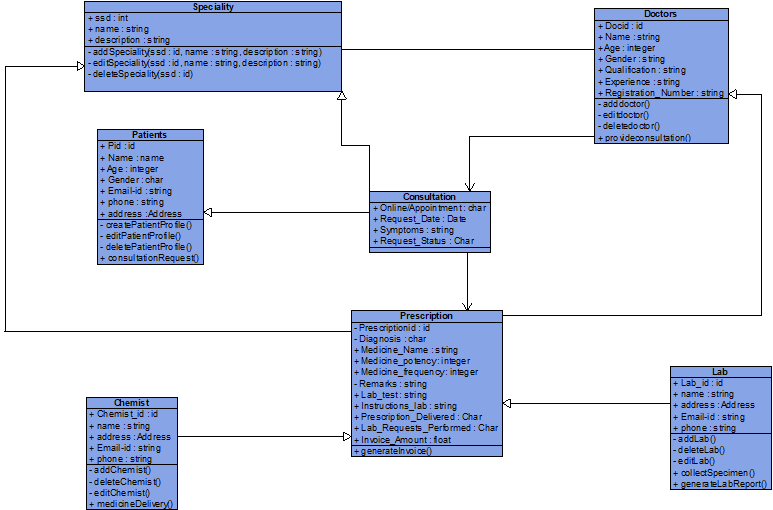 Speciality
+ ssd : int
+ name : string
+ description : string
- addSpeciality(ssd : id, name : string, description : string)
- editSpeciality(ssd : id, name : string, description : string)
- deleteSpeciality(ssd : id)
Doctors
+ Docid : id
+ Name : string
+ Age : integer
+ Gender : string
+ Qualification : string
+ Experience : string
+ Registration_Number : string
- adddoctor()
- editdoctor()
- deletedoctor()
+ provideconsultation()
Patients
+ Pid : id
+ Name : name
+ Age : integer
+ Gender : char
+ Email-id : string
+ phone : string
+ address :Address
- createPatientProfile()
- editPatientProfile()
- deletePatientProfile()
+ consultationRequest()
Consultation
+ Online/Appointment : char
+ Request_Date : Date
+ Symptoms : string
+ Request_Status : Char
Prescription
- Prescriptionid : id
- Diagnosis : char
+ Medicine_Name : string
+ Medicine_potency: integer
+ Medicine_frequency: integer
- Remarks : string
+ Lab_test : string
+ Instructions_lab : string
+ Prescription_Delivered : Char
+ Lab_Requests_Performed : Char
+ Invoice_Amount : float
+ generateInvoice()
Chemist
+ Chemist_id : id
+ name : string
+ address : Address
+ Email-id : string
+ phone : string
- addChemist()
- deleteChemist()
- editChemist()
+ medicineDelivery()
Lab
+ Lab_id : id
+ name : string
+ address : Address
+ Email-id : string
+ phone : string
- addLab()
- deleteLab()
- editLab()
+ collectSpecimen()
+ generateLabReport()